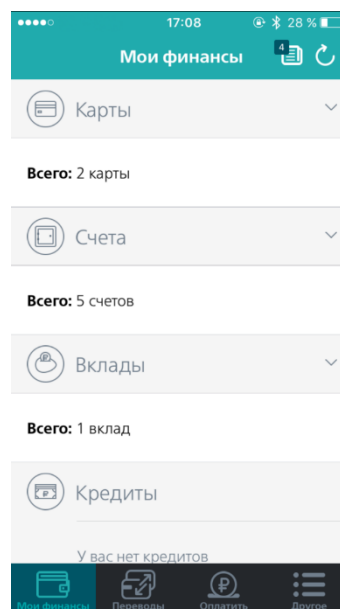 17:08
28 %
Мои финансы
4
Карты
Всего: 2 карты
Счета
Всего: 5 счетов
Вклады
Всего: 1 вклад
Кредиты
У вас нет кредитов
Мои финансы Переводы Оплатить Другое